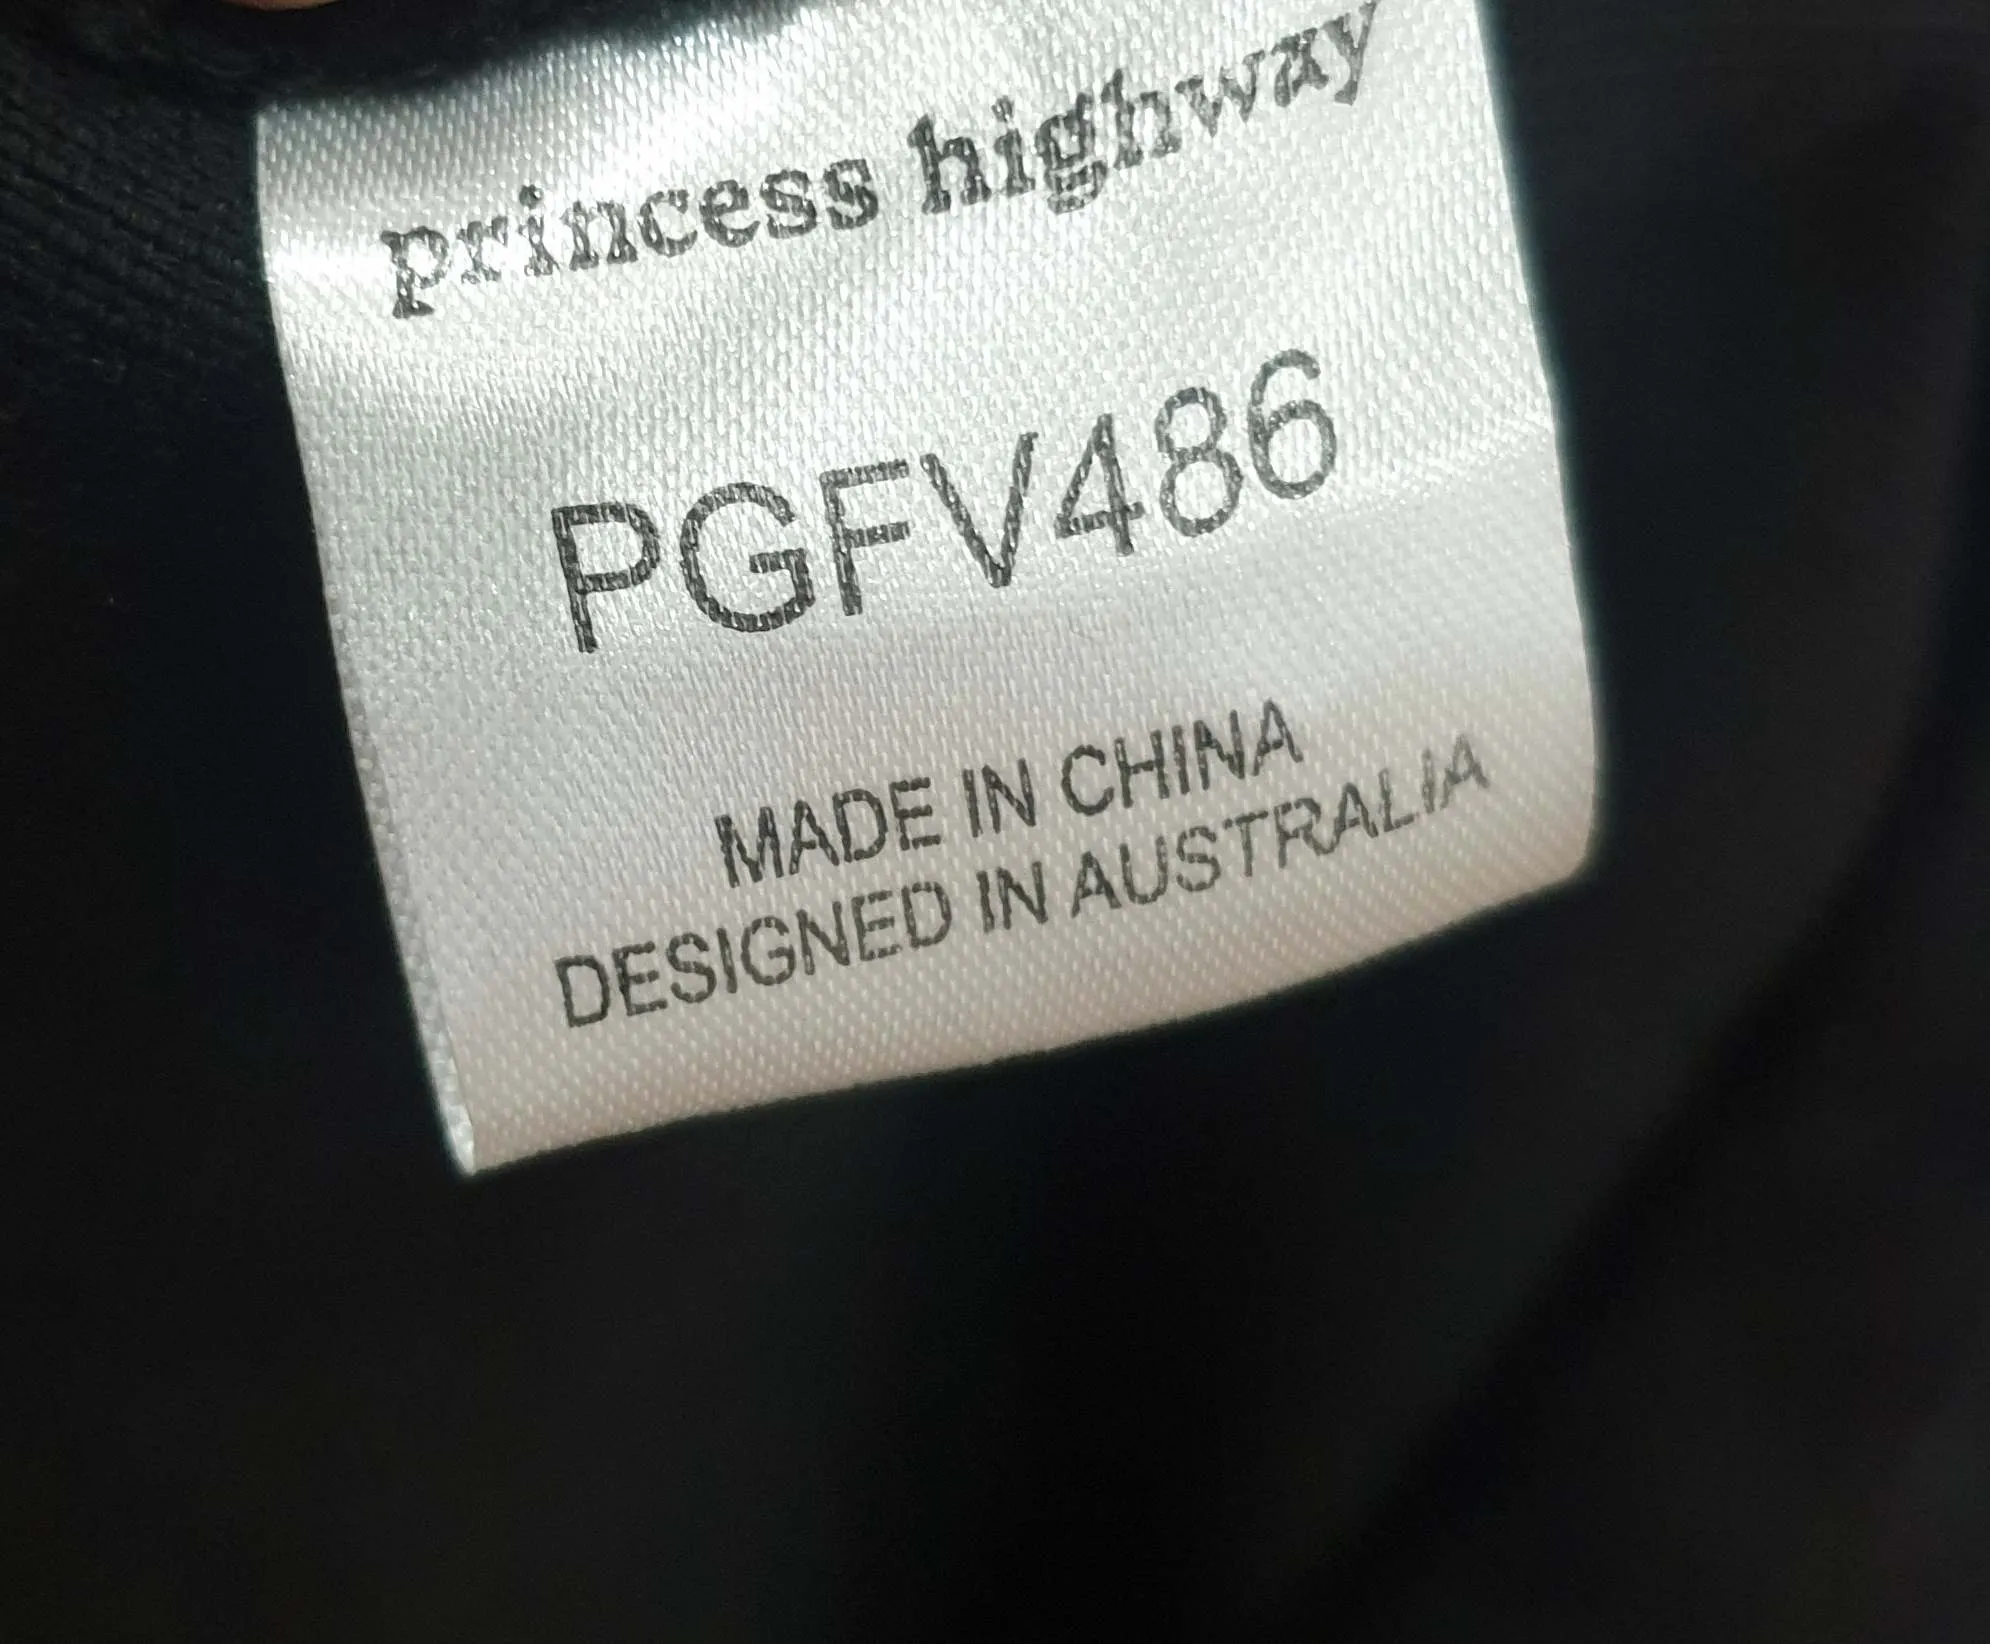 princess highway
PGFV486
MADE IN CHINA
DESIGNED IN AUSTRALIA